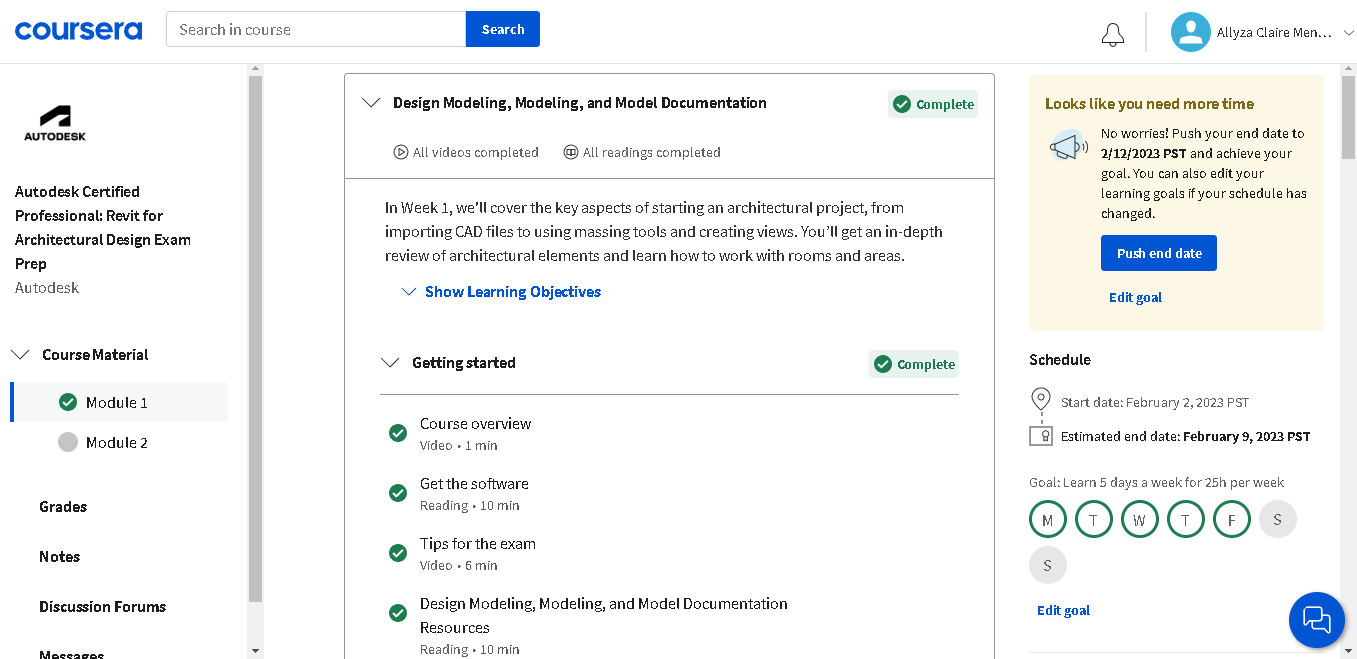 coursera
Search in course
Search
Allyza Claire Men...
AUTODESK
Autodesk Certified
Professional: Revit for
Architectural Design Exam
Prep
Autodesk
Course Material
Module 1
Module 2
Grades
Notes
Discussion Forums
Messages
Design Modeling, Modeling, and Model Documentation
Complete
All videos completed
All readings completed
In Week 1, we'll cover the key aspects of starting an architectural project, from
importing CAD files to using massing tools and creating views. You'll get an in-depth
review of architectural elements and learn how to work with rooms and areas.
Show Learning Objectives
Getting started
Complete
Course overview
Video • 1 min
Get the software
Reading • 10 min
Tips for the exam
Video • 6 min
Design Modeling, Modeling, and Model Documentation
Resources
Reading • 10 min
Looks like you need more time
No worries! Push your end date to
2/12/2023 PST and achieve your
goal. You can also edit your
learning goals if your schedule has
changed.
Push end date
Edit goal
Schedule
Start date: February 2, 2023 PST
Estimated end date: February 9, 2023 PST
Goal: Learn 5 days a week for 25h per week
M T W T F S
S
Edit goal